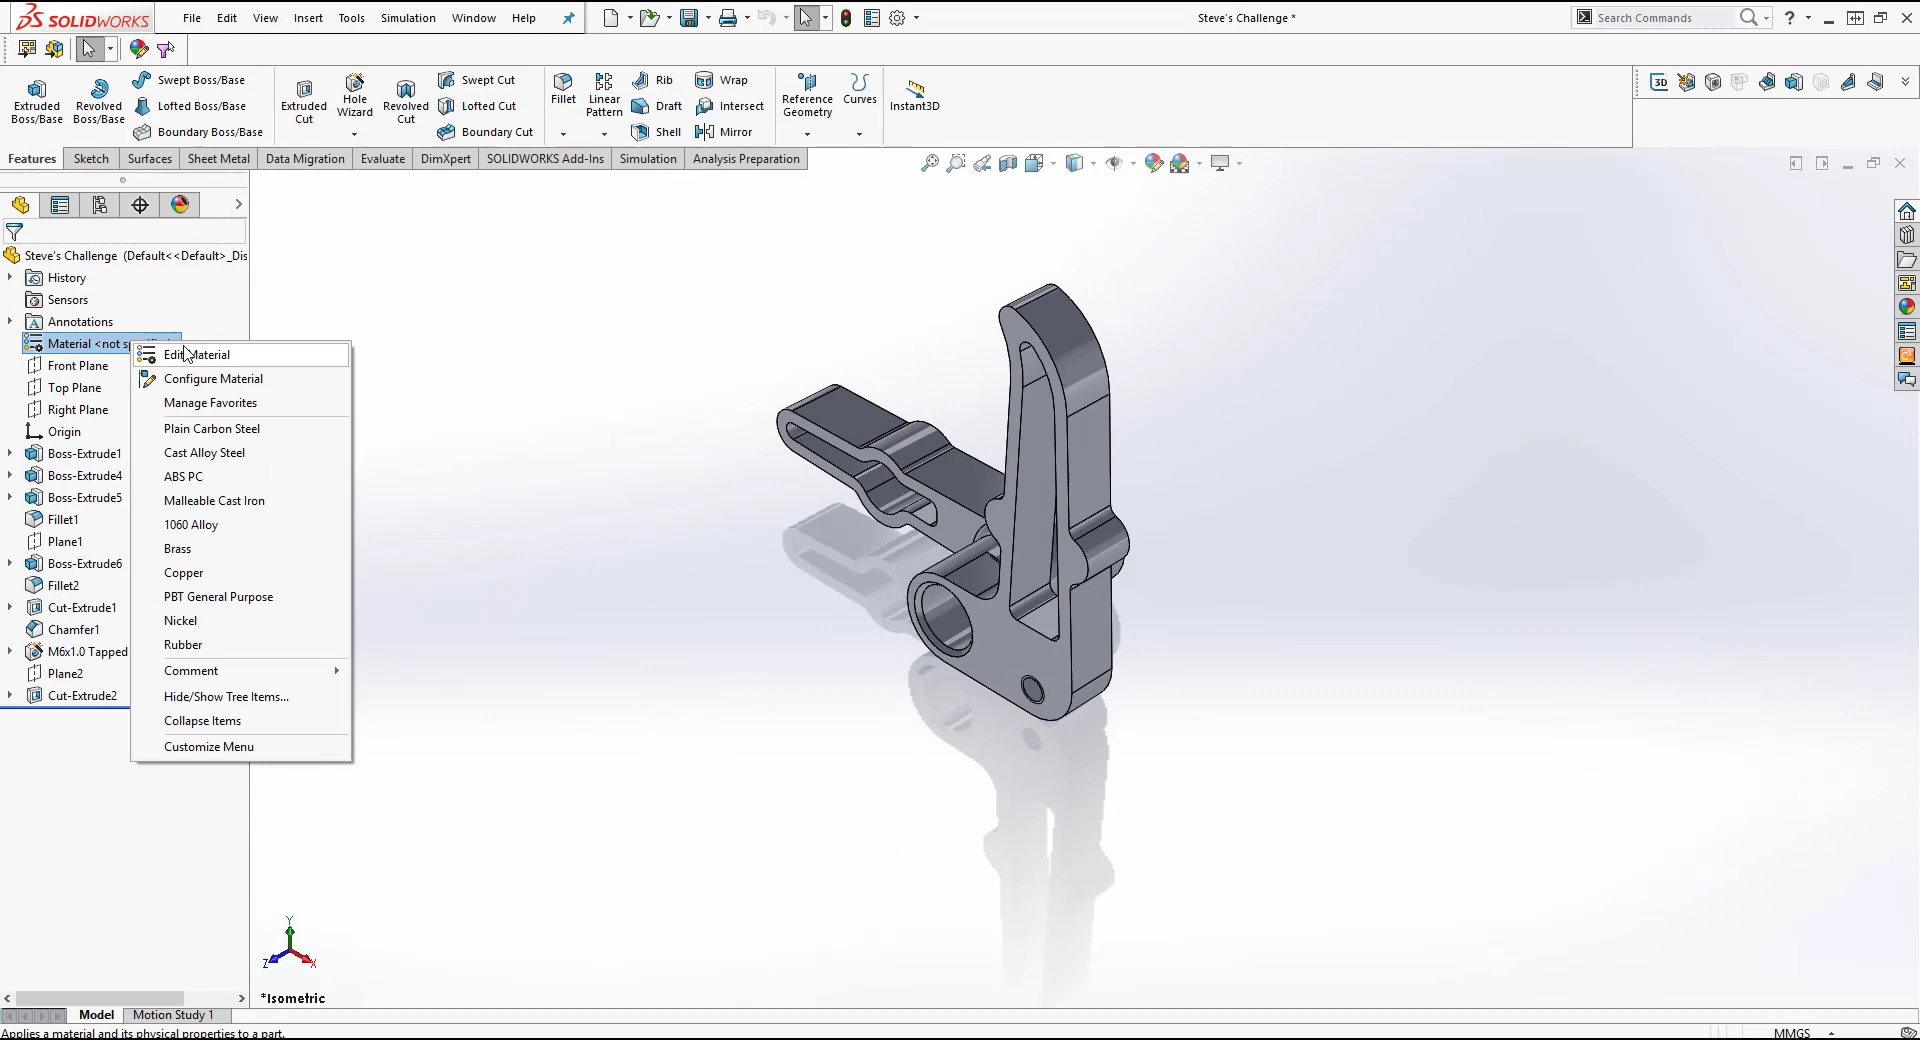 SOLIDWORKS
File Edit View Insert Tools Simulation Window Help
Steve's Challenge *
Search Commands
Extruded Boss/Base
Revolved Boss/Base
Swept Boss/Base
Lofted Boss/Base
Boundary Boss/Base
Extruded Cut
Hole Wizard
Revolved Cut
Swept Cut
Lofted Cut
Boundary Cut
Fillet
Linear Pattern
Rib
Draft
Shell
Wrap
Intersect
Mirror
Reference Geometry
Curves
Instant3D
3D
Features Sketch Surfaces Sheet Metal Data Migration Evaluate DimXpert SOLIDWORKS Add-Ins Simulation Analysis Preparation
Steve's Challenge (Default<<Default>_Dis
History
Sensors
Annotations
Material <not
Front Plane
Top Plane
Right Plane
Origin
Boss-Extrude1
Boss-Extrude4
Boss-Extrude5
Fillet1
Plane1
Boss-Extrude6
Fillet2
Cut-Extrude1
Chamfer1
M6x1.0 Tapped
Plane2
Cut-Extrude2
Edit Material
Configure Material
Manage Favorites
Plain Carbon Steel
Cast Alloy Steel
ABS PC
Malleable Cast Iron
1060 Alloy
Brass
Copper
PBT General Purpose
Nickel
Rubber
Comment
Hide/Show Tree Items...
Collapse Items
Customize Menu
Y
Z
X
*Isometric
Model Motion Study 1
Applies a material and its physical properties to a part.
MMGS